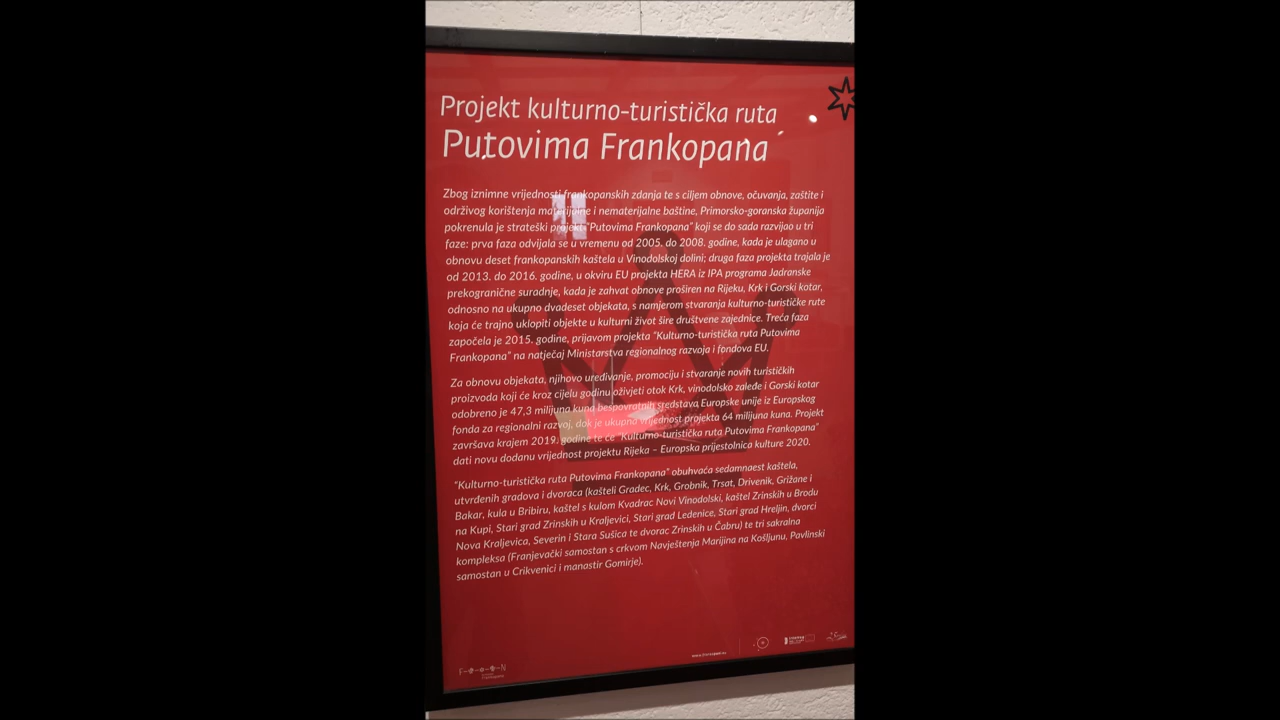 Projekt kulturno-turistička ruta
Putovima Frankopana
Zbog iznimne vrijednosti frankopanskih zdanja te s ciljem obnove, očuvanja, zaštite i
održivog korištenja materijalne i nematerijalne baštine, Primorsko-goranska županija
pokrenula je strateški projekt "Putovima Frankopana" koji se do sada razvijao u tri
faze: prva faza odvijala se u vremenu od 2005. do 2008. godine, kada je ulagano u
obnovu deset frankopanskih kaštela u Vinodolskoj dolini; druga faza projekta trajala je
od 2013. do 2016. godine, u okviru EU projekta HERA iz IPA programa Jadranske
prekogranične suradnje, kada je zahvat obnove proširen na Rijeku, Krk i Gorski kotar,
odnosno na ukupno dvadeset objekata, s namjerom stvaranja kulturno-turističke rute
koja će trajno uklopiti objekte u kulturni život šire društvene zajednice. Treća faza
započela je 2015. godine, prijavom projekta "Kulturno-turistička ruta Putovima
Frankopana" na natječaj Ministarstva regionalnog razvoja i fondova EU.
Za obnovu objekata, njihovo uređivanje, promociju i stvaranje novih turističkih
proizvoda koji će kroz cijelu godinu oživjeti otok Krk, vinodolsko zaleđe i Gorski kotar
odobreno je 47,3 milijuna kuna bespovratnih sredstava Europske unije iz Europskog
fonda za regionalni razvoj, dok je ukupna vrijednost projekta 64 milijuna kuna. Projekt
završava krajem 2019. godine te će "Kulturno-turistička ruta Putovima Frankopana"
dati novu dodanu vrijednost projektu Rijeka – Europska prijestolnica kulture 2020.
"Kulturno-turistička ruta Putovima Frankopana" obuhvaća sedamnaest kaštela,
utvrđenih gradova i dvoraca (kašteli Gradec, Krk, Grobnik, Trsat, Drivenik, Grižane i
Bakar, kula u Bribiru, kaštel s kulom Kvadrac Novi Vinodolski, kaštel Zrinskih u Brodu
na Kupi, Stari grad Zrinskih u Kraljevici, Stari grad Ledenice, Stari grad Hreljin, dvorci
Nova Kraljevica, Severin i Stara Sušica te dvorac Zrinskih u Čabru) te tri sakralna
kompleksa (Franjevački samostan s crkvom Navještenja Marijina na Košljunu, Pavlinski
samostan u Crikvenici i manastir Gomirje).